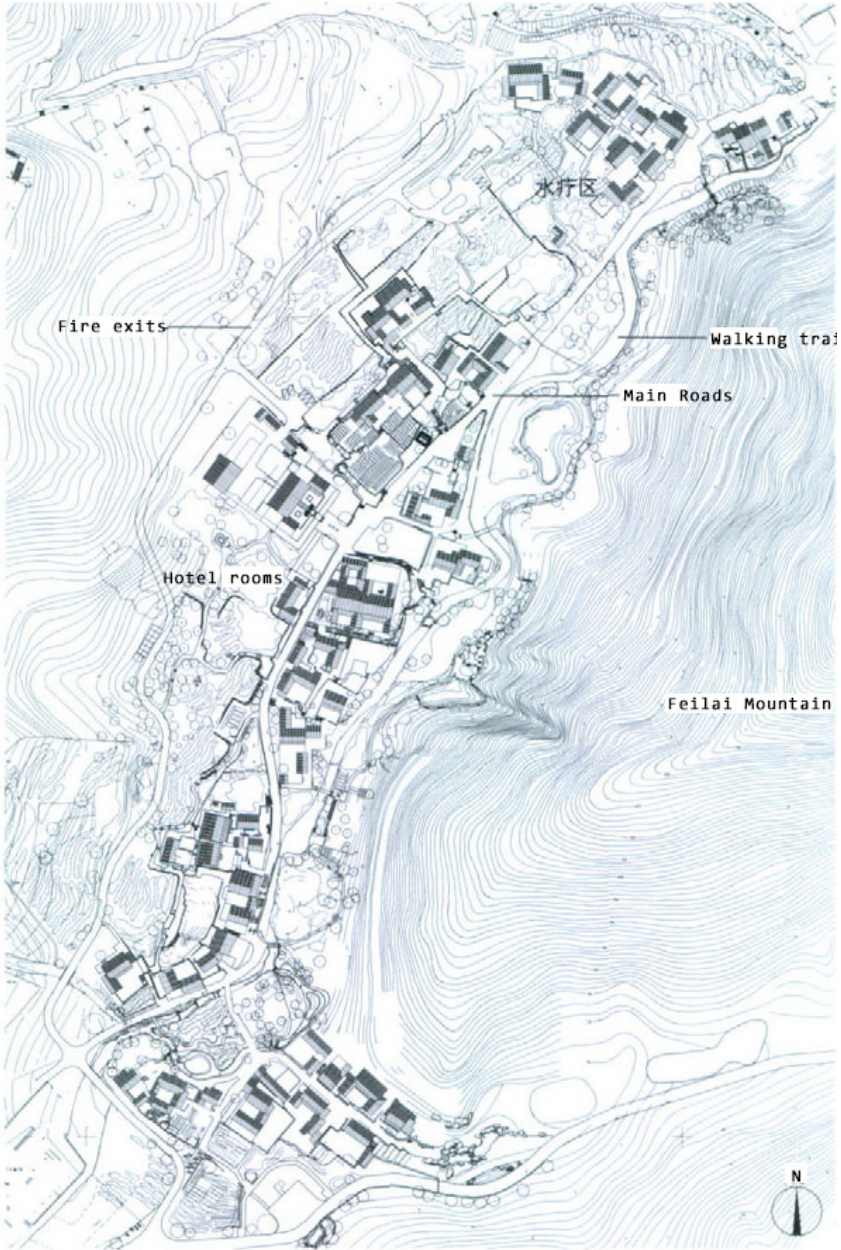 水疗区
Fire exits
Walking trai
Main Roads
Hotel rooms
Feilai Mountain
N